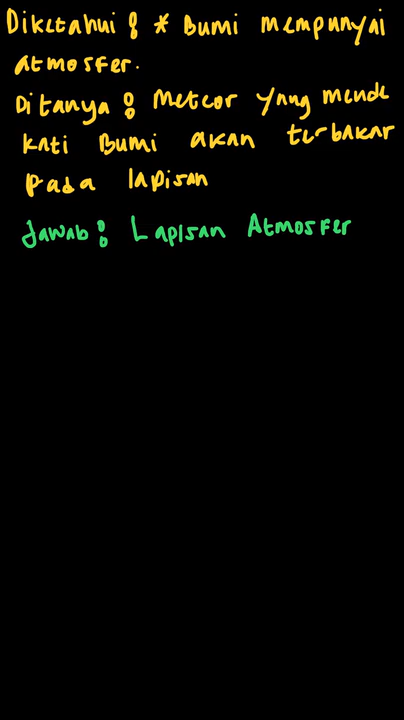 Diketahui : * Bumi mempunyai
atmosfer.
Ditanya : Meteor yang mende
kati Bumi akan terbakar
pada lapisan
Jawab : Lapisan Atmosfer